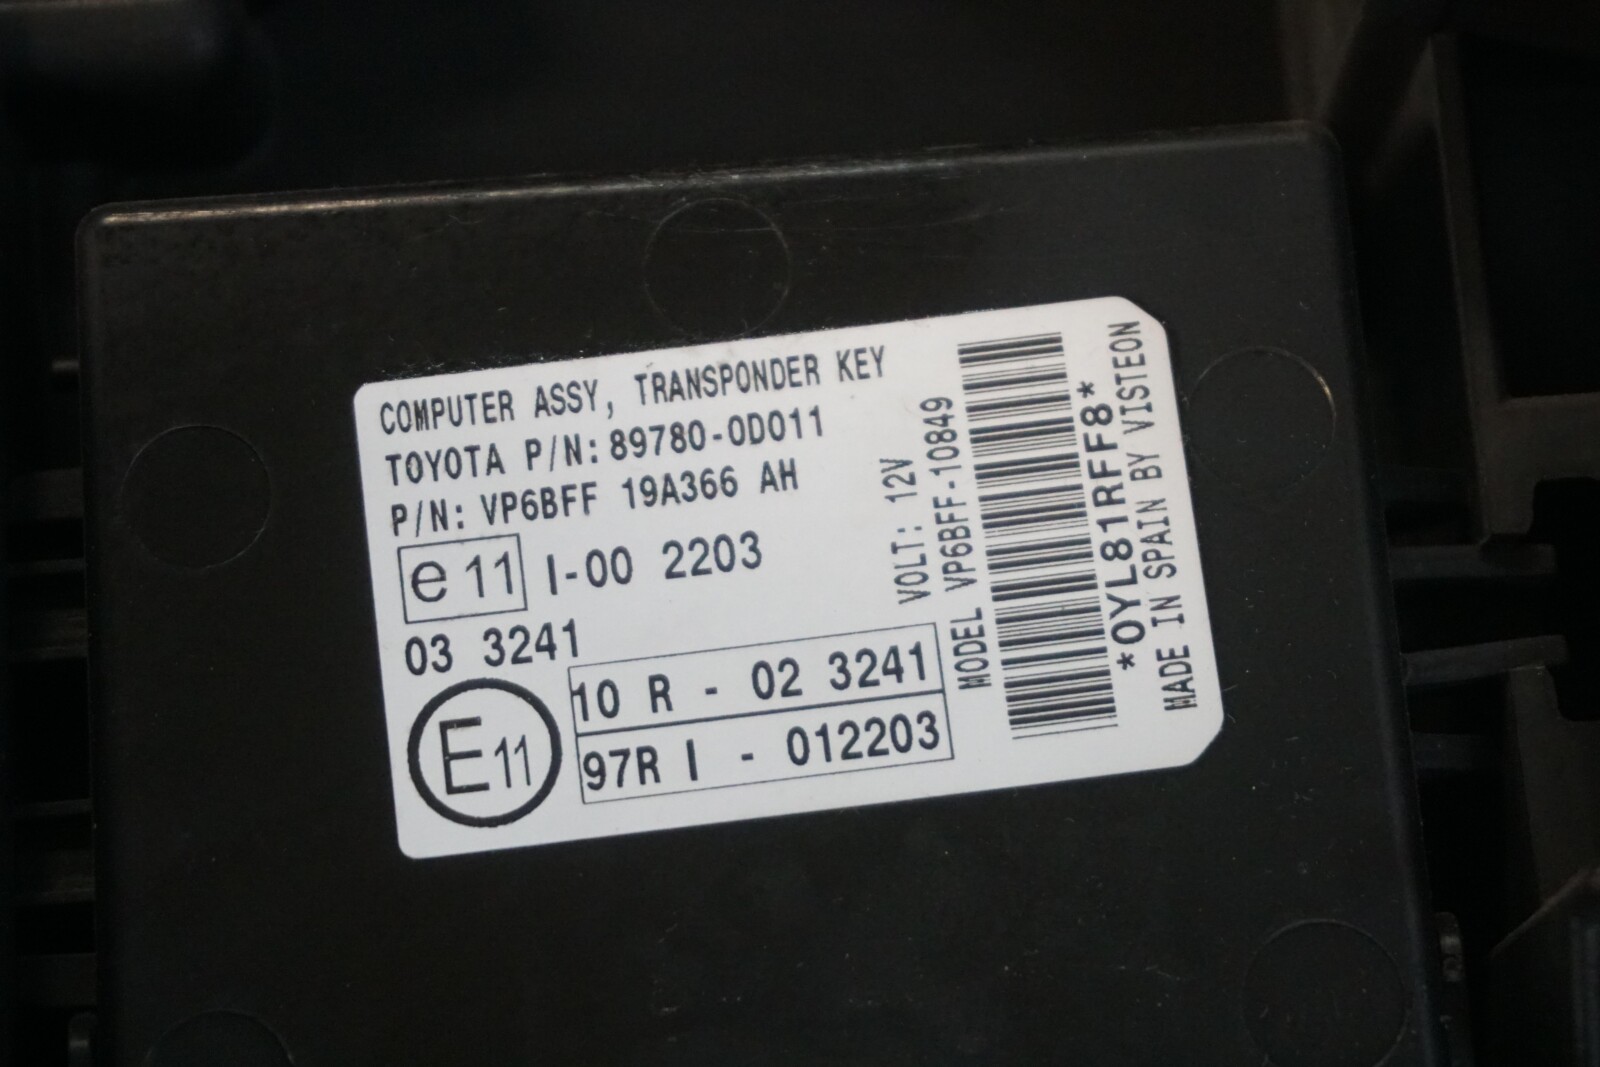 COMPUTER ASSY, TRANSPONDER KEY
TOYOTA P/N: 89780-0D011
P/N: VP6BFF 19A366 AH
e 11 I-00 2203
03 3241
E 11
10 R - 02 3241
97R I - 012203
VOLT: 12V
MODEL VP6BFF-10849
*0YL81RFF8*
MADE IN SPAIN BY VISTEON